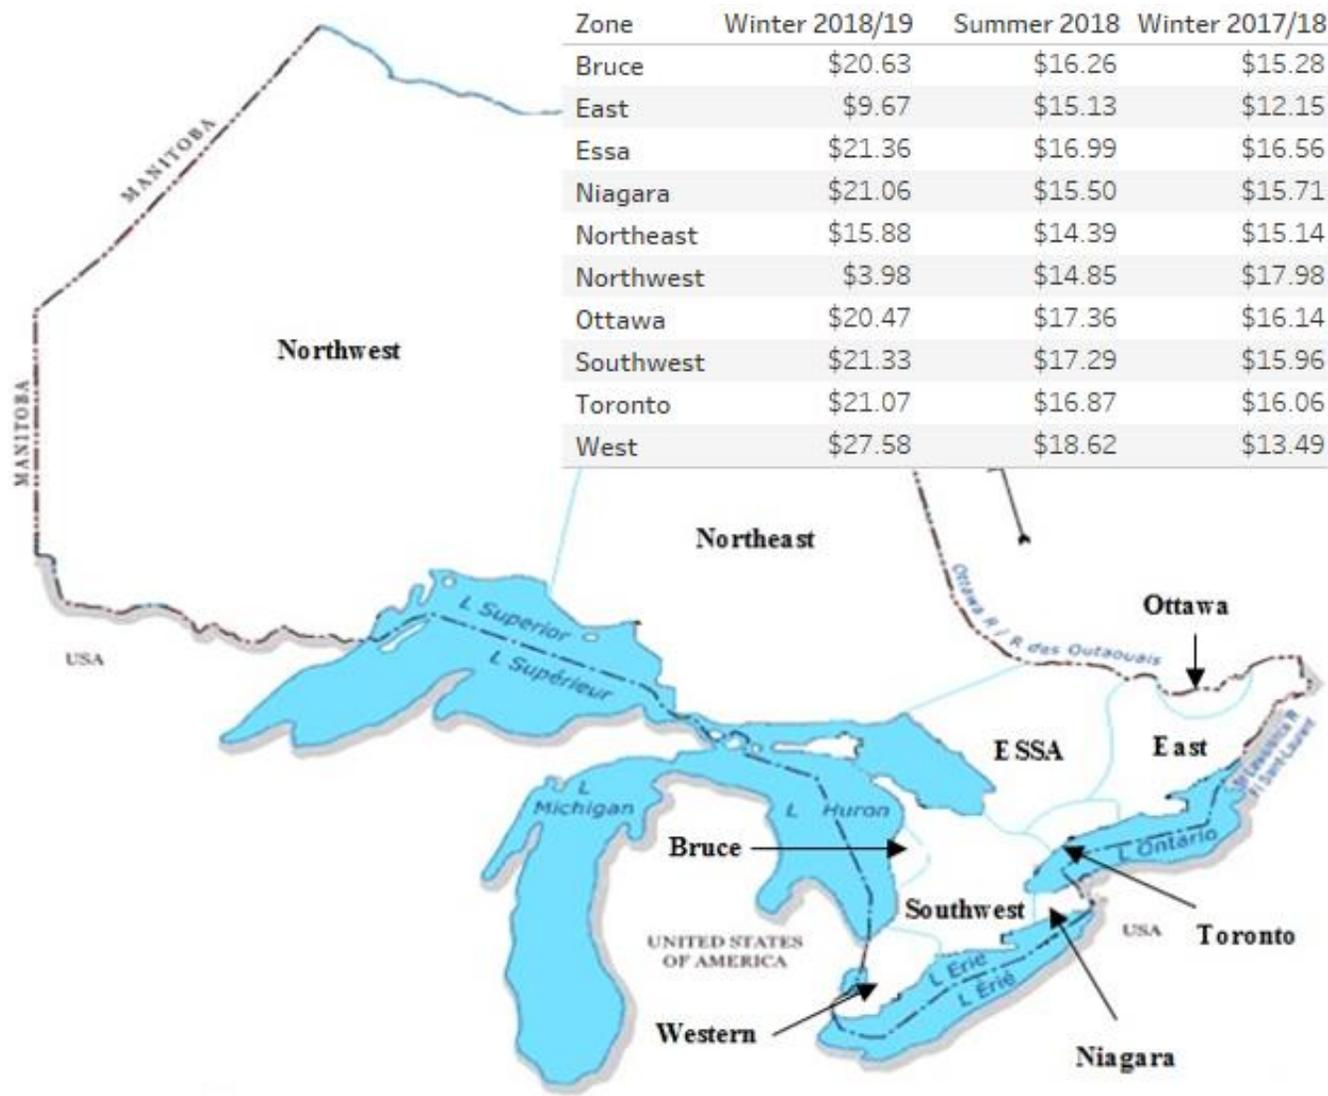 Zone Winter 2018/19 Summer 2018 Winter 2017/18
Bruce $20.63 $16.26 $15.28
East $9.67 $15.13 $12.15
Essa $21.36 $16.99 $16.56
Niagara $21.06 $15.50 $15.71
Northeast $15.88 $14.39 $15.14
Northwest $3.98 $14.85 $17.98
Ottawa $20.47 $17.36 $16.14
Southwest $21.33 $17.29 $15.96
Toronto $21.07 $16.87 $16.06
West $27.58 $18.62 $13.49
MANITOBA
Northwest
MANITOBA
Northeast
Ottawa R / R des Outaouais
Ottawa
L Superior
L Supérieur
USA
ESSA
East
St Lawrence R
Fl Saint-Laurent
L
Michigan
L Huron
Bruce
L Ontario
Southwest
UNITED STATES
OF AMERICA
USA
Toronto
L Erie
L Érié
Western
Niagara